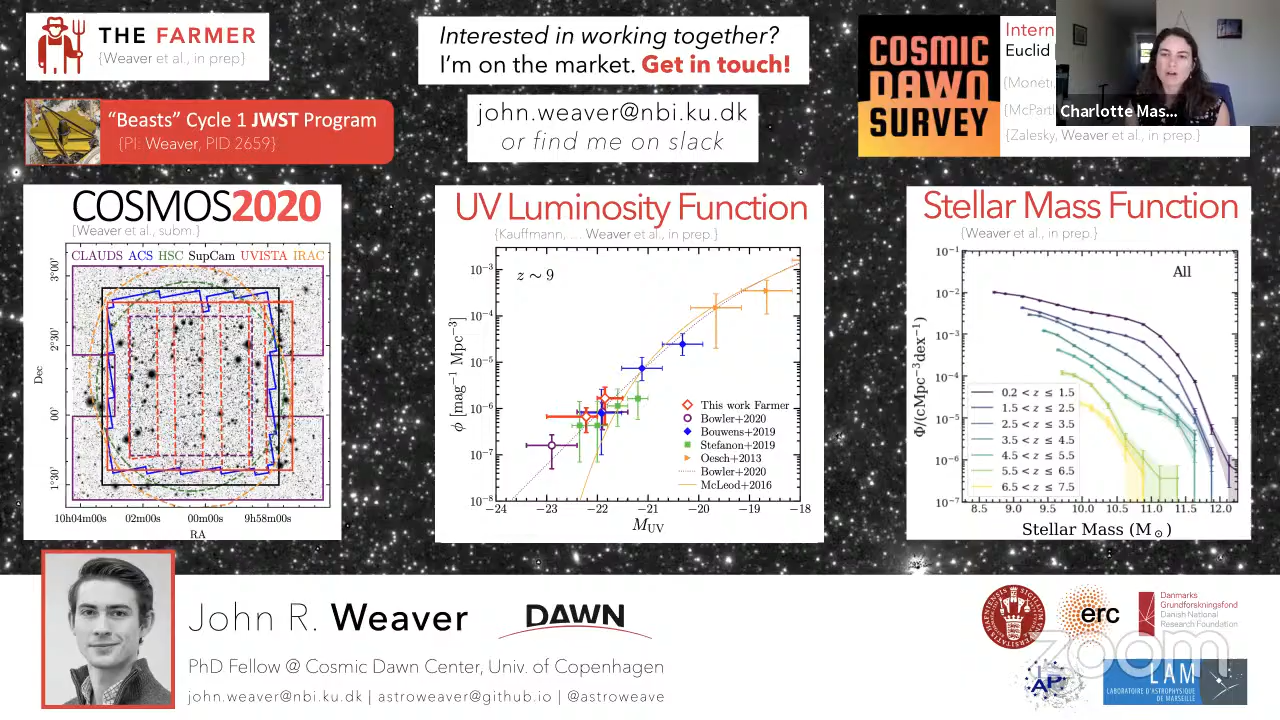 THE FARMER
{Weaver et al., in prep}
Interested in working together?
I'm on the market. Get in touch!
COSMIC
DAWN
SURVEY
Intern
Euclid
Charlotte Mas...
{Monet
{McPart
{Zalesky, Weaver et al., in prep.}
"Beasts" Cycle 1 JWST Program
{PI: Weaver, PID 2659}
john.weaver@nbi.ku.dk
or find me on slack
COSMOS2020
{Weaver et al., subm.}
CLAUDS ACS HSC SupCam UVISTA IRAC
3°00'
2°30'
00'
1°30'
Dec
10h04m00s 02m00s 00m00s 9h58m00s
RA
UV Luminosity Function
{Kauffmann, ... Weaver et al., in prep.}
z ~ 9
10⁻³
10⁻⁴
10⁻⁵
10⁻⁶
10⁻⁷
10⁻⁸
ϕ [mag⁻¹ Mpc⁻³]
This work Farmer
Bowler+2020
Bouwens+2019
Stefanon+2019
Oesch+2013
Bowler+2020
McLeod+2016
−24 −23 −22 −21 −20 −19 −18
M_UV
Stellar Mass Function
{Weaver et al., in prep.}
All
10⁻¹
10⁻²
10⁻³
10⁻⁴
10⁻⁵
10⁻⁶
10⁻⁷
Φ/(cMpc⁻³dex⁻¹)
0.2 < z ≤ 1.5
1.5 < z ≤ 2.5
2.5 < z ≤ 3.5
3.5 < z ≤ 4.5
4.5 < z ≤ 5.5
5.5 < z ≤ 6.5
6.5 < z ≤ 7.5
8.5 9.0 9.5 10.0 10.5 11.0 11.5 12.0
Stellar Mass (M⊙)
John R. Weaver
DAWN
PhD Fellow @ Cosmic Dawn Center, Univ. of Copenhagen
john.weaver@nbi.ku.dk | astroweaver@github.io | @astroweave
erc
Danmarks
Grundforskningsfond
Danish National
Research Foundation
zoom
IAP
LAM
LABORATOIRE D'ASTROPHYSIQUE
DE MARSEILLE